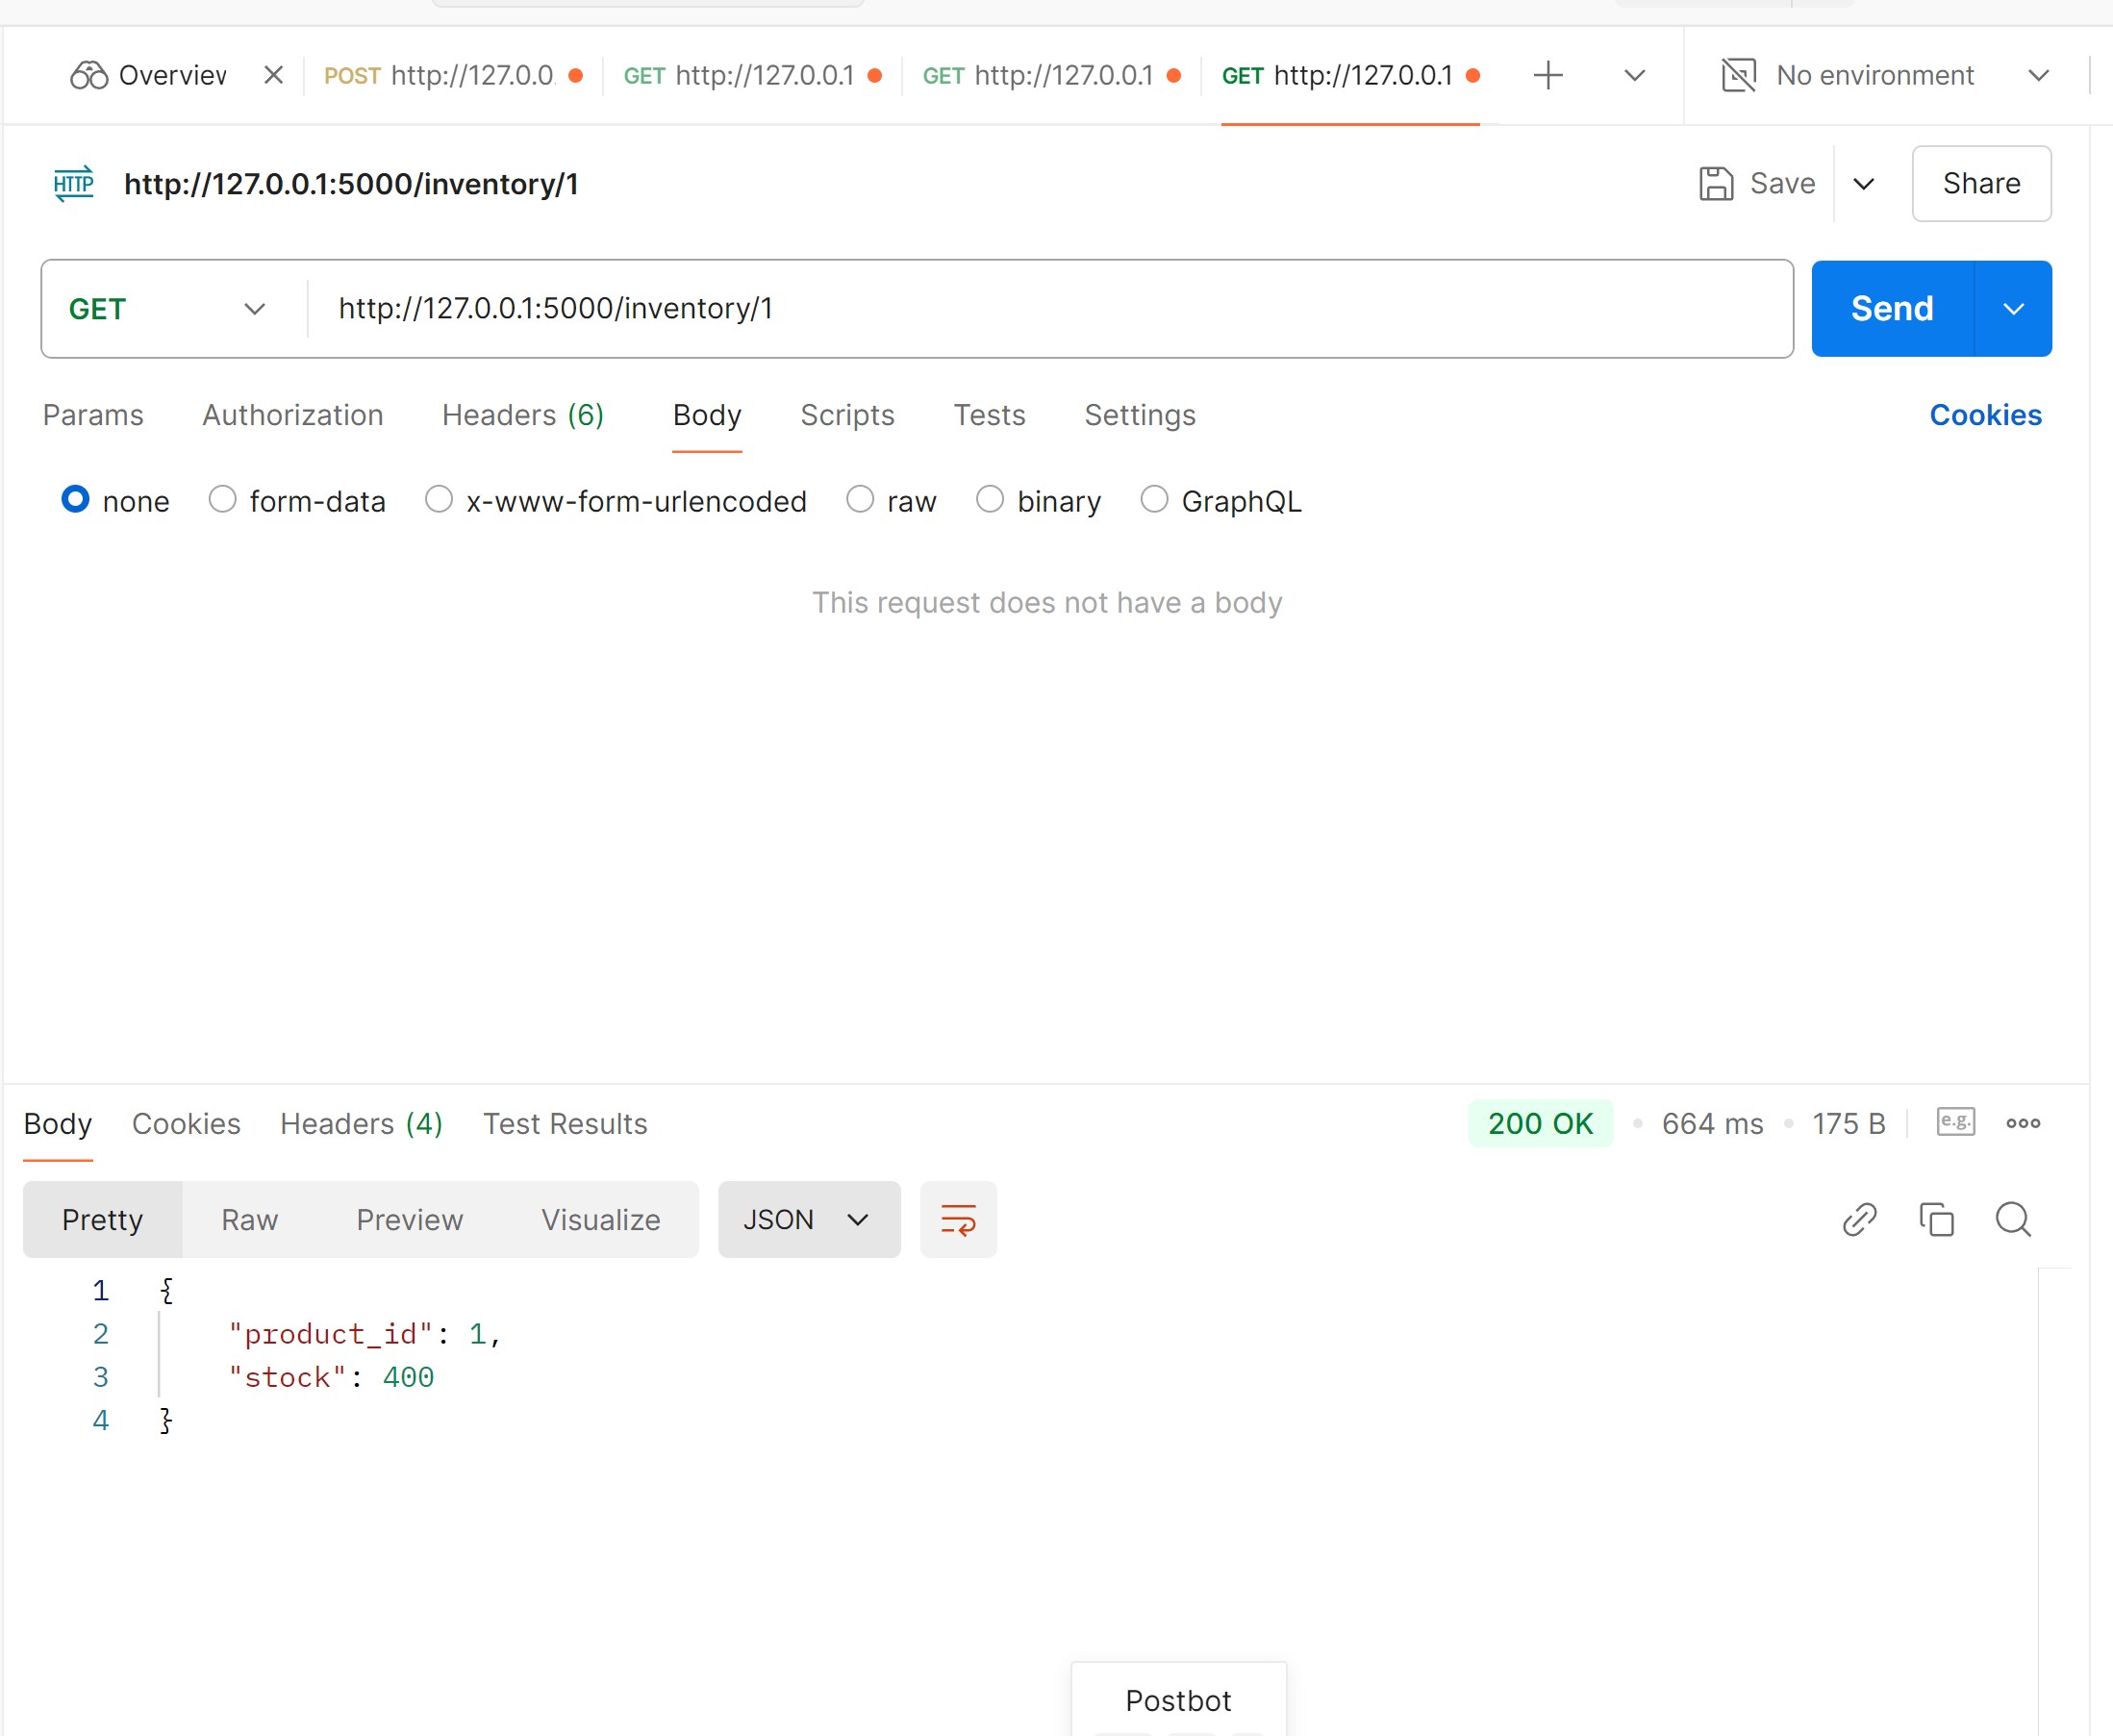 Overview POST http://127.0.0. GET http://127.0.0.1 GET http://127.0.0.1 GET http://127.0.0.1 No environment
HTTP http://127.0.0.1:5000/inventory/1 Save Share
GET http://127.0.0.1:5000/inventory/1 Send
Params Authorization Headers (6) Body Scripts Tests Settings Cookies
none form-data x-www-form-urlencoded raw binary GraphQL
This request does not have a body
Body Cookies Headers (4) Test Results 200 OK 664 ms 175 B e.g.
Pretty Raw Preview Visualize JSON
1 {
2 "product_id": 1,
3 "stock": 400
4 }
Postbot